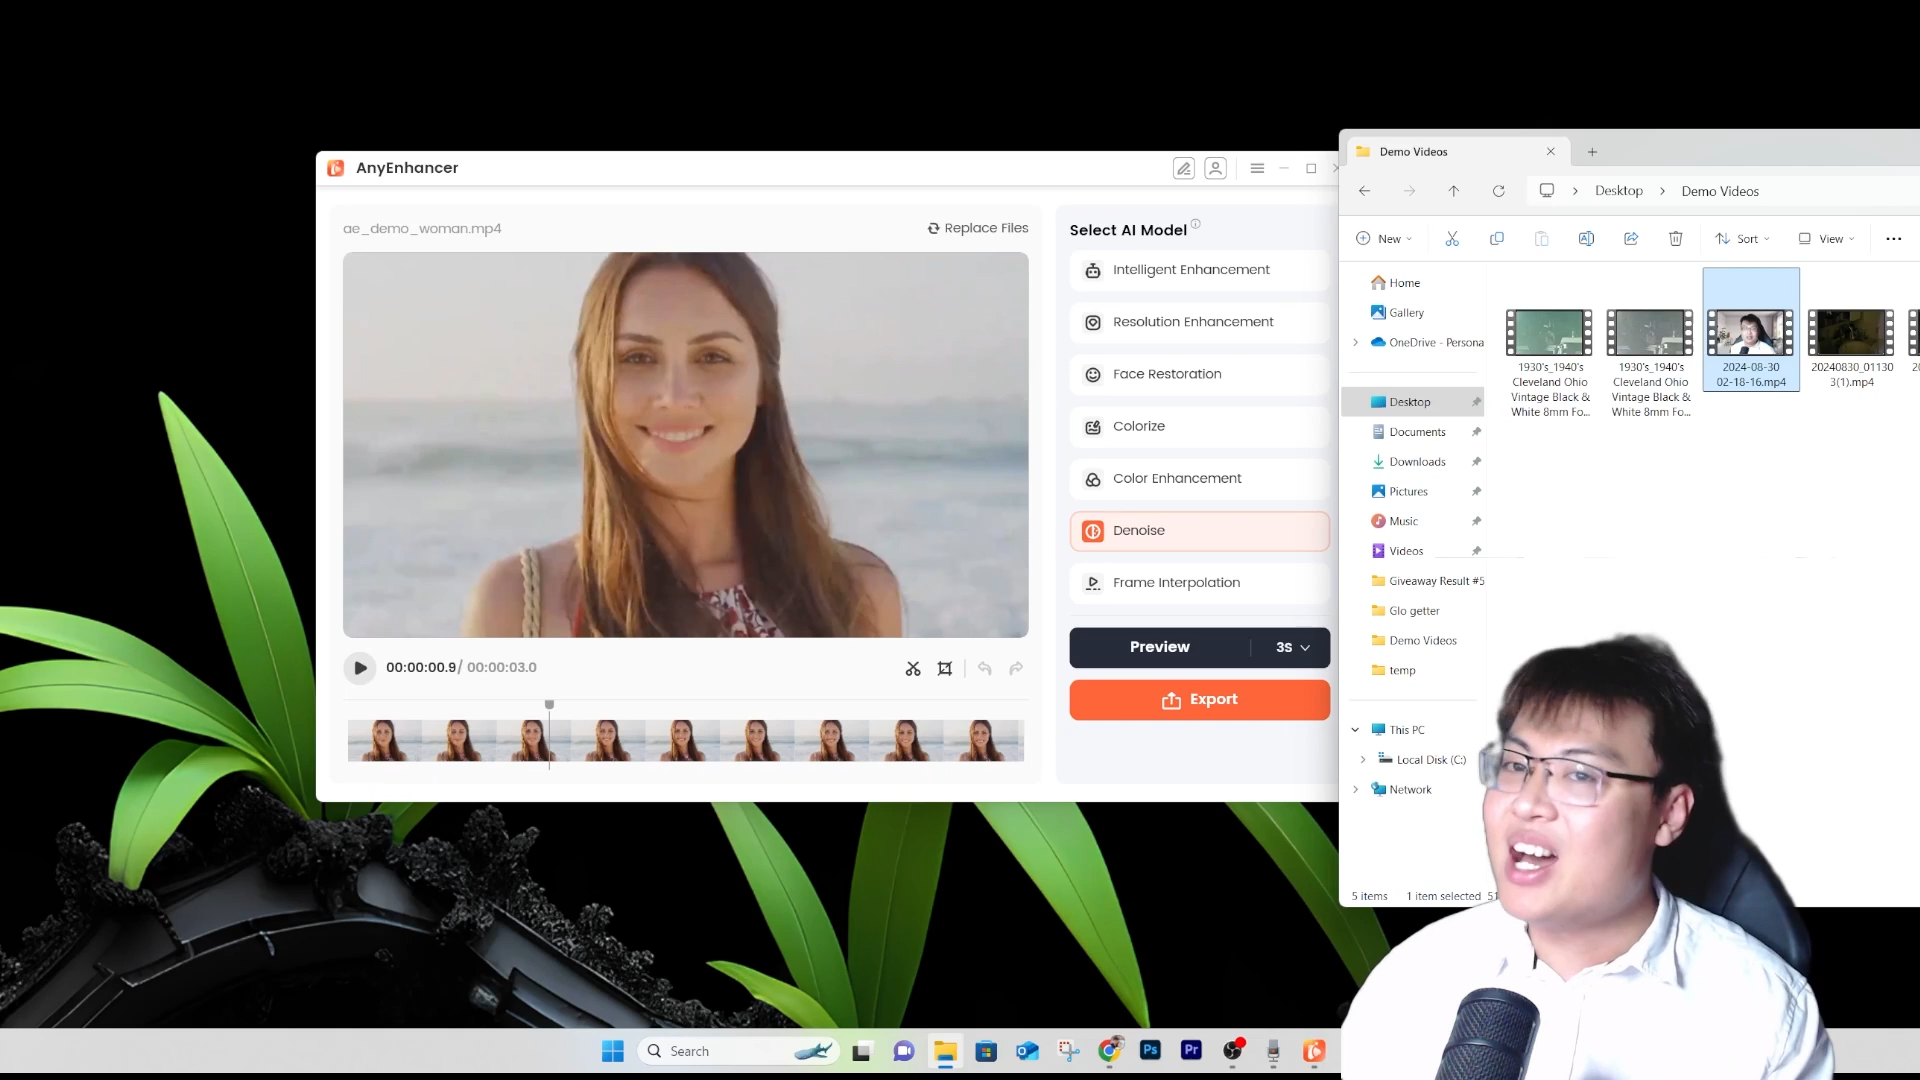 AnyEnhancer
ae_demo_woman.mp4
Replace Files
00:00:00.9/ 00:00:03.0
Select AI Model
Intelligent Enhancement
Resolution Enhancement
Face Restoration
Colorize
Color Enhancement
Denoise
Frame Interpolation
Preview
3S
Export
Demo Videos
Desktop
Demo Videos
New
Sort
View
Home
Gallery
OneDrive - Persona
Desktop
Documents
Downloads
Pictures
Music
Videos
Giveaway Result #5
Glo getter
Demo Videos
temp
This PC
Local Disk (C:)
Network
1930's_1940's
Cleveland Ohio
Vintage Black &
White 8mm Fo...
1930's_1940's
Cleveland Ohio
Vintage Black &
White 8mm Fo...
2024-08-30
02-18-16.mp4
20240830_01130
3(1).mp4
5 items 1 item selected 51
Search
Ps
Pr